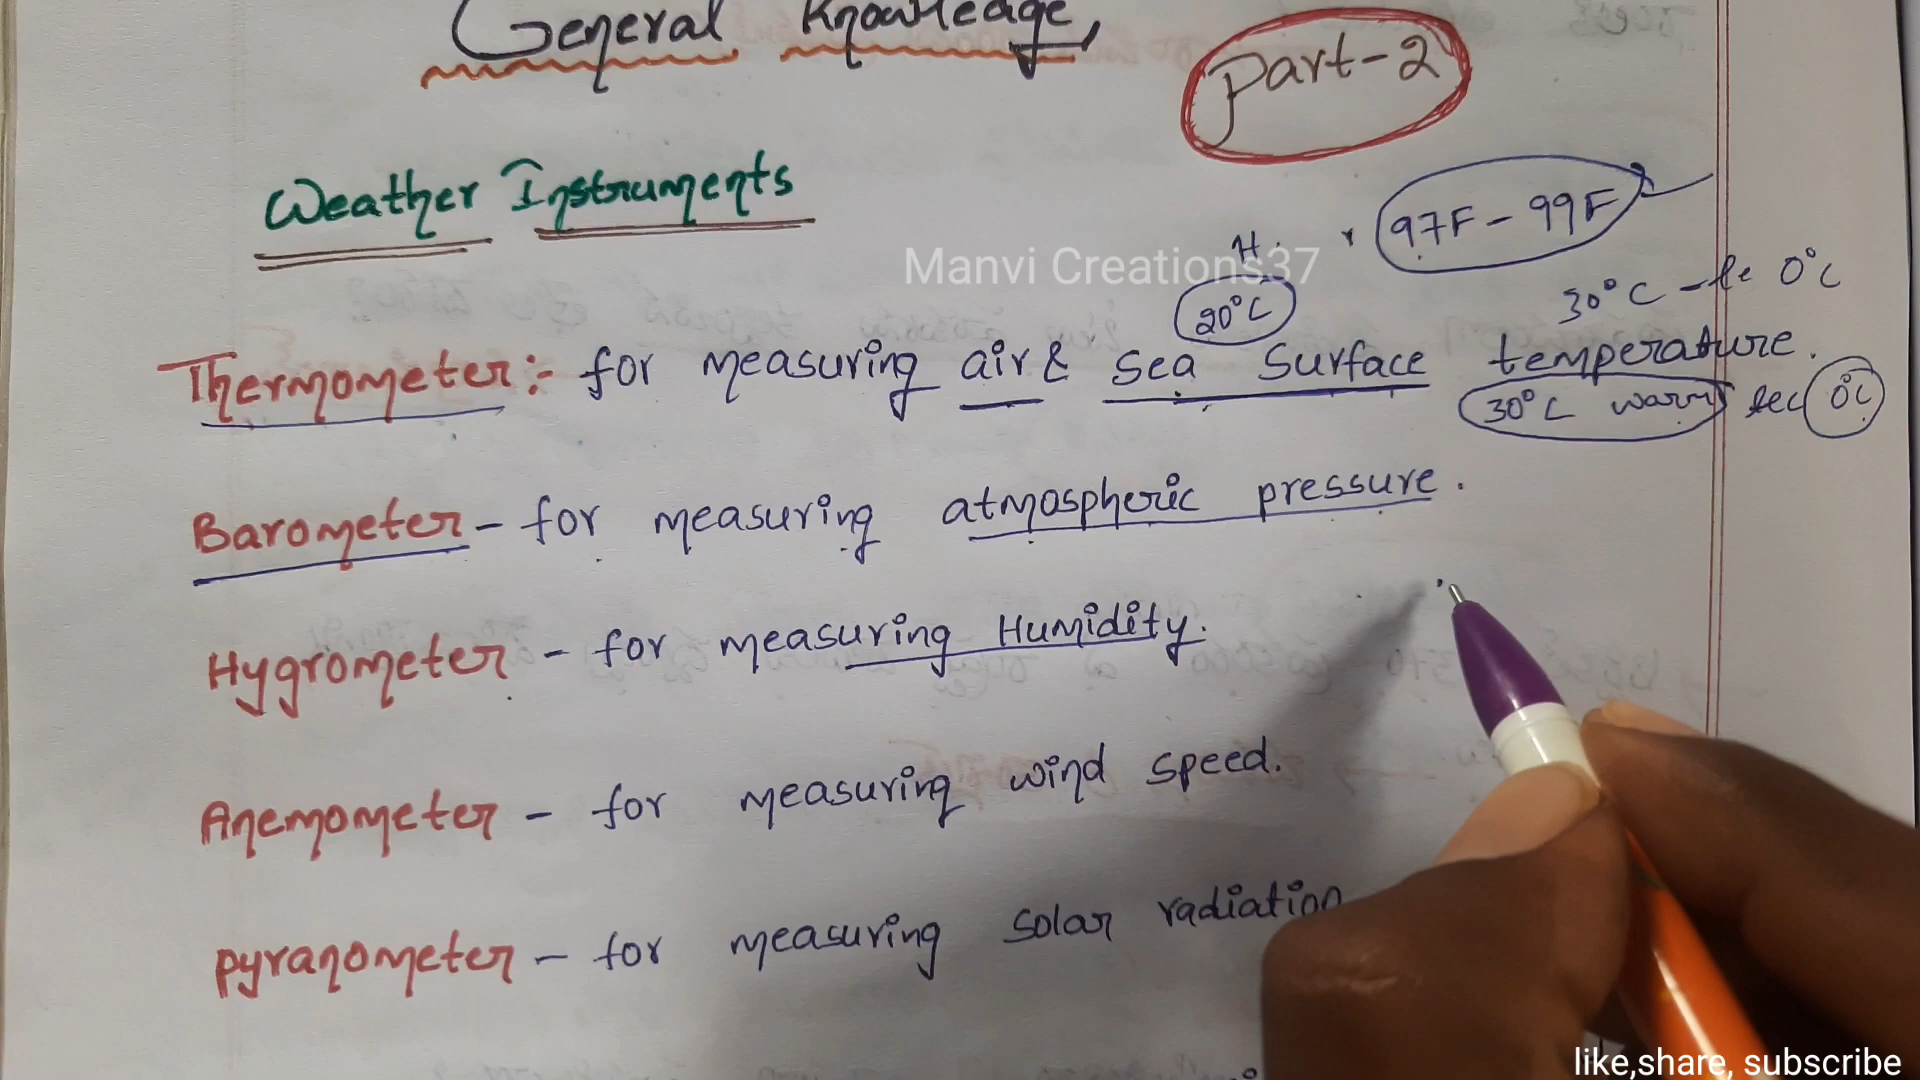 General Knowledge,
Part-2
Weather Instruments
97F - 99F
Manvi Creations37
H
20°C
30°C - 0°C
Thermometer:- for measuring air & sea surface temperature.
30°C warm 0°C
Barometer - for measuring atmospheric pressure.
Hygrometer - for measuring Humidity.
Anemometer - for measuring wind speed.
pyranometer - for measuring solar radiation
like,share, subscribe